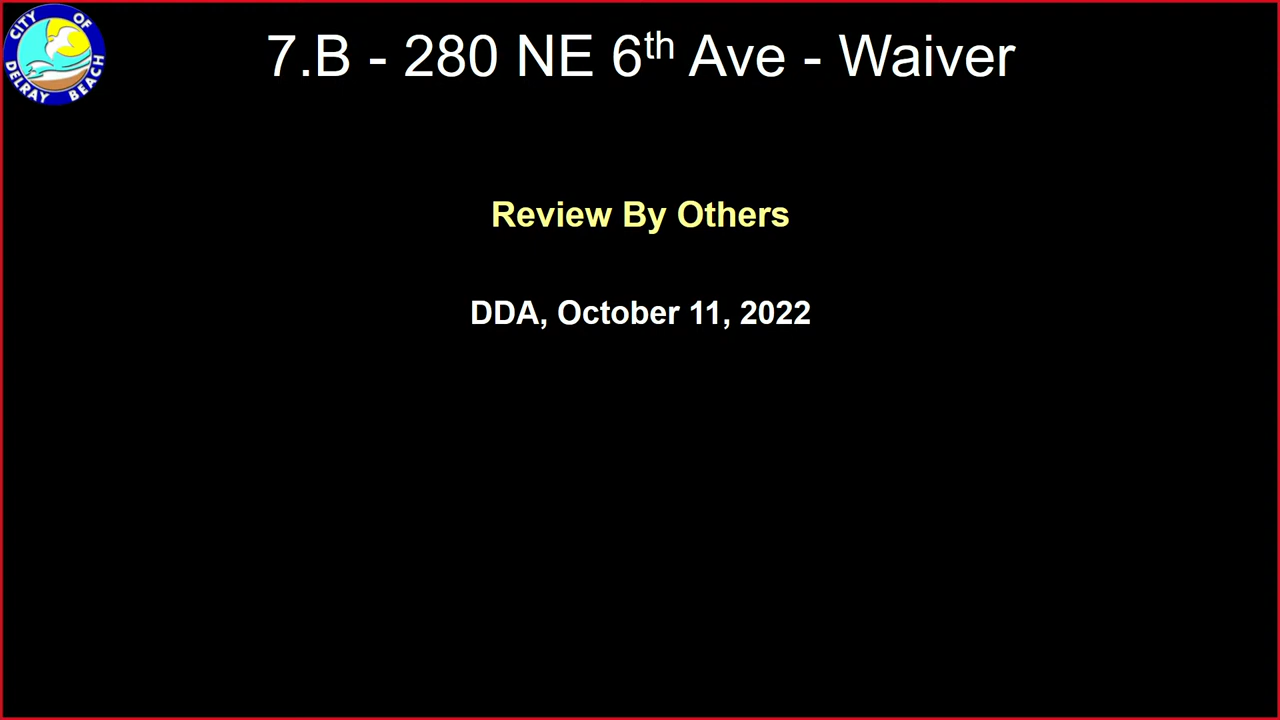 CITY OF
DELRAY BEACH
7.B - 280 NE 6th Ave - Waiver
Review By Others
DDA, October 11, 2022